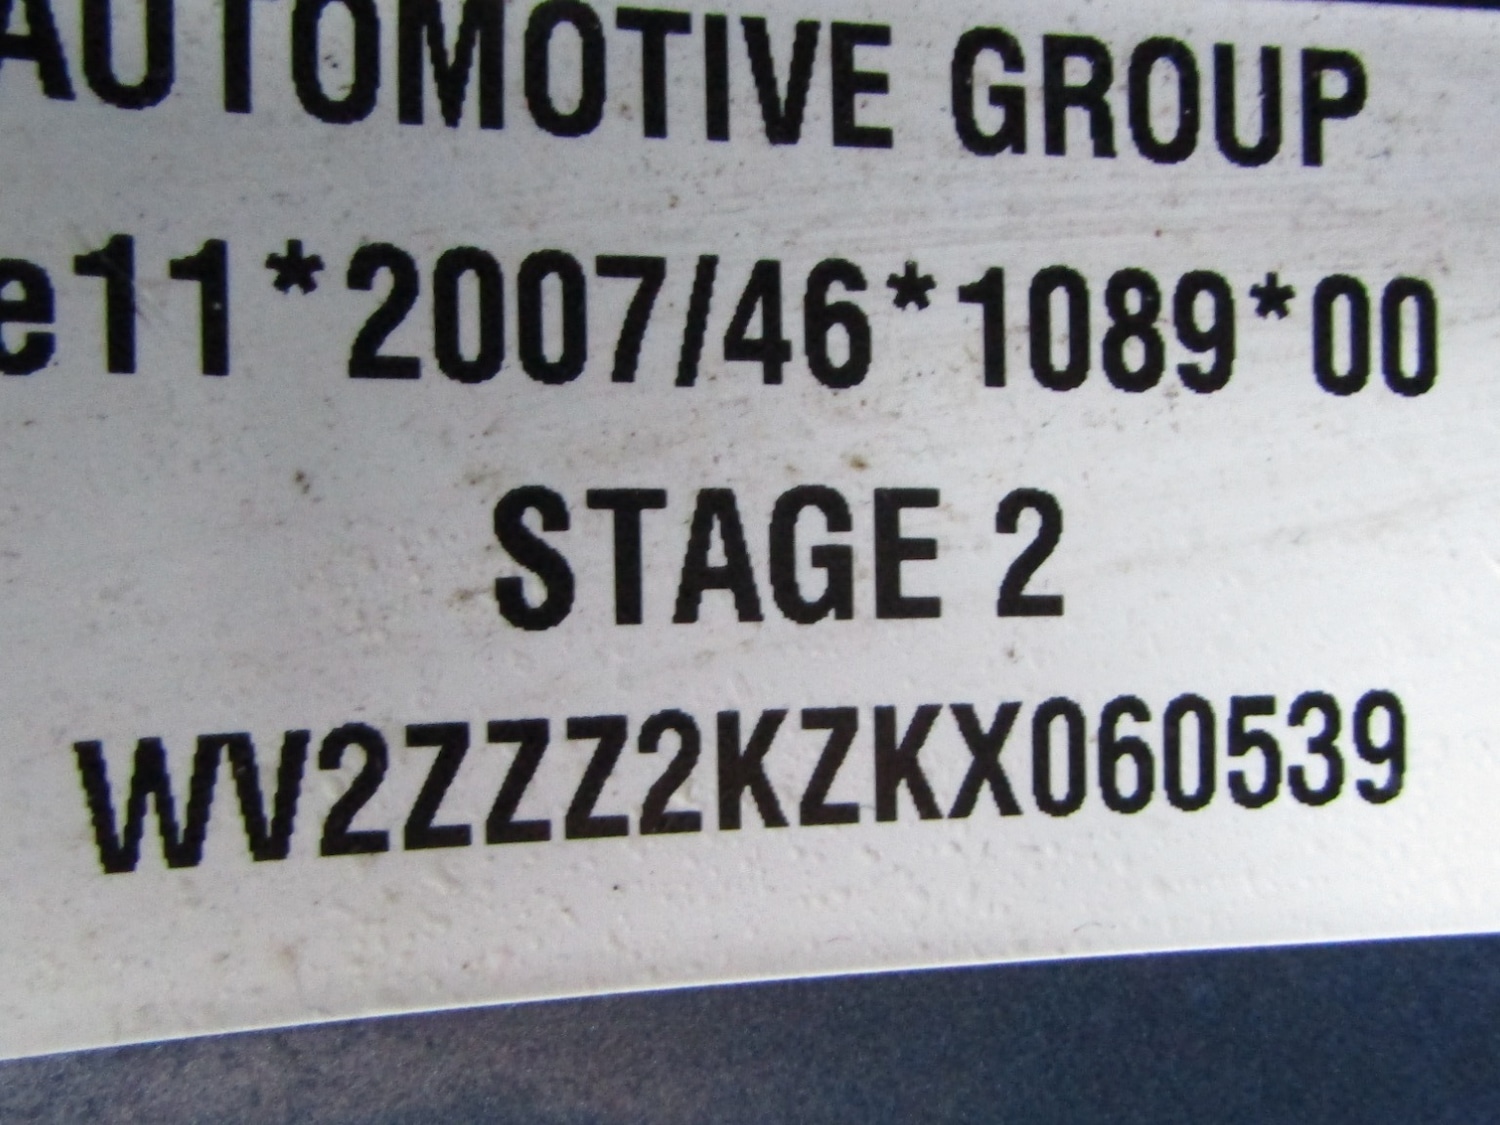 AUTOMOTIVE GROUP
e11*2007/46*1089*00
STAGE 2
WV2ZZZ2KZKX060539